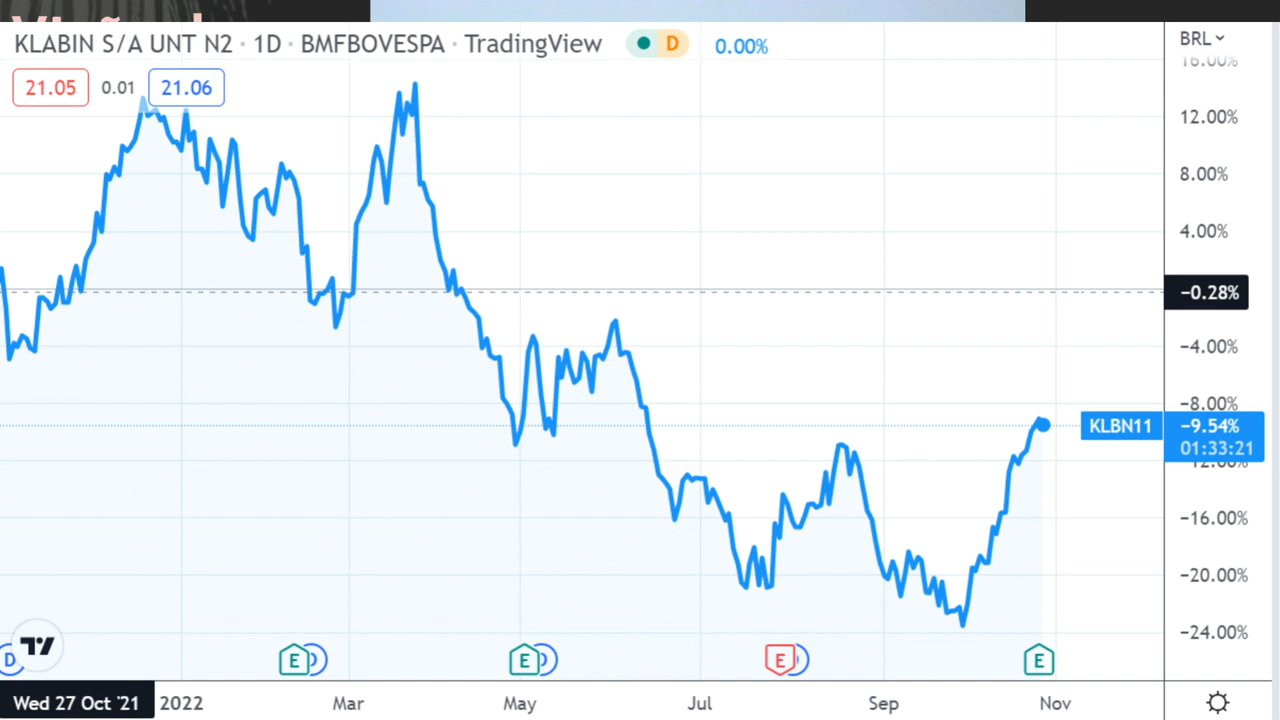 KLABIN S/A UNT N2 · 1D · BMFBOVESPA · TradingView D 0.00%
BRL
16.00%
21.05 0.01 21.06
12.00%
8.00%
4.00%
−0.28%
−4.00%
−8.00%
KLBN11 −9.54%
01:33:21
−12.00%
−16.00%
−20.00%
−24.00%
D E D E D E E
Wed 27 Oct '21 2022 Mar May Jul Sep Nov